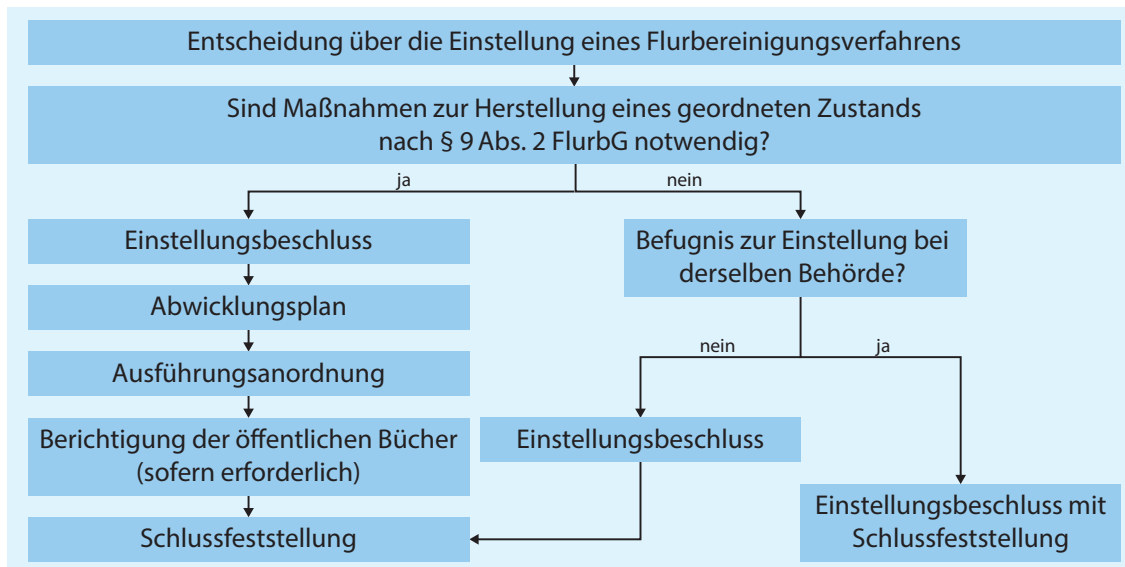 Entscheidung über die Einstellung eines Flurbereinigungsverfahrens
Sind Maßnahmen zur Herstellung eines geordneten Zustands
nach § 9 Abs. 2 FlurbG notwendig?
ja
nein
Einstellungsbeschluss
Abwicklungsplan
Ausführungsanordnung
Berichtigung der öffentlichen Bücher
(sofern erforderlich)
Schlussfeststellung
Befugnis zur Einstellung bei
derselben Behörde?
nein
ja
Einstellungsbeschluss
Einstellungsbeschluss mit
Schlussfeststellung